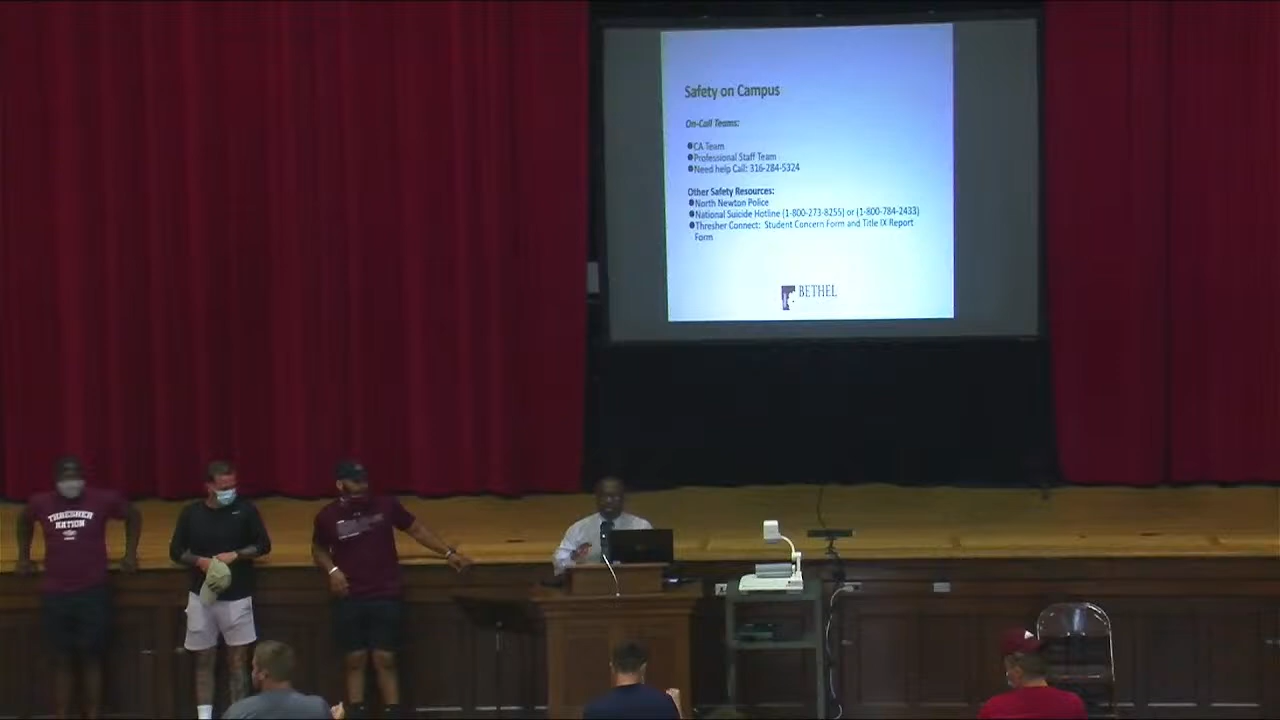 Safety on Campus
On-Call Teams:
●CA Team
●Professional Staff Team
●Need help Call: 316-284-5324
Other Safety Resources:
●North Newton Police
●National Suicide Hotline (1-800-273-8255) or (1-800-784-2433)
●Thresher Connect: Student Concern Form and Title IX Report
Form
BETHEL
THRESHER
NATION